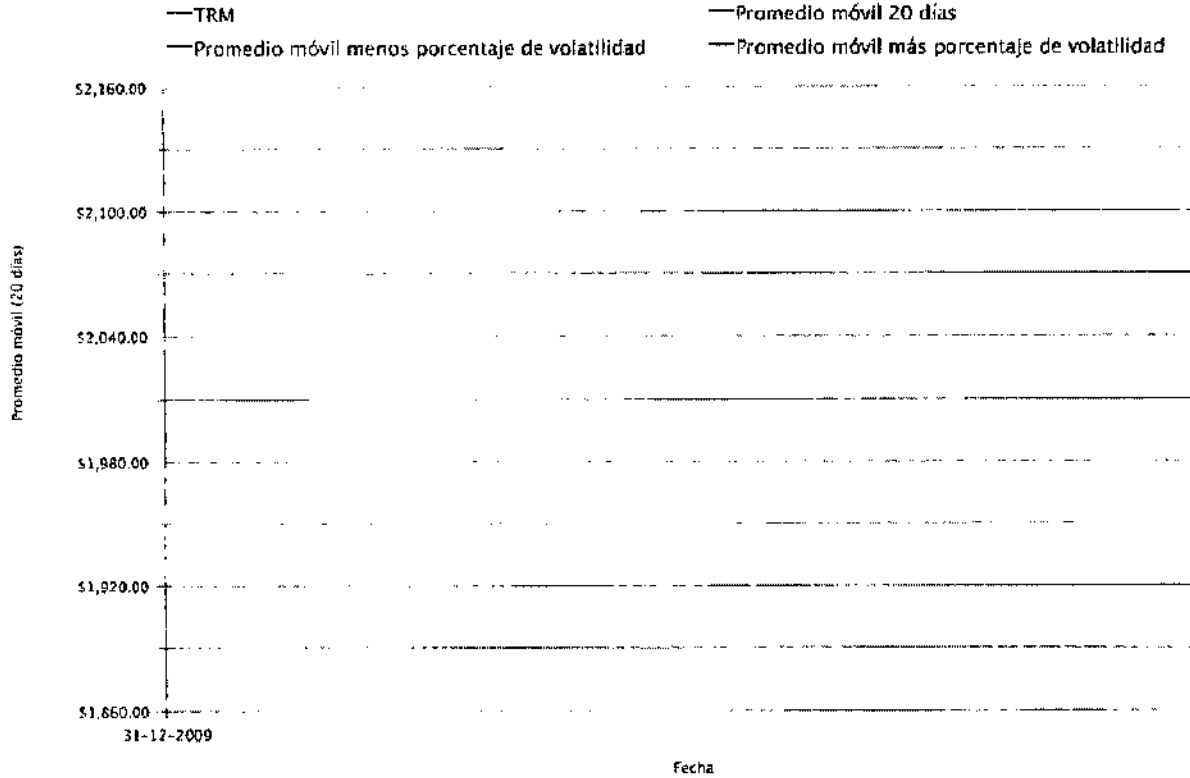 TRM
Promedio móvil 20 días
Promedio móvil menos porcentaje de volatilidad
Promedio móvil más porcentaje de volatilidad
$2,160.00
$2,100.00
$2,040.00
$1,980.00
$1,920.00
$1,860.00
Promedio móvil (20 días)
31-12-2009
Fecha